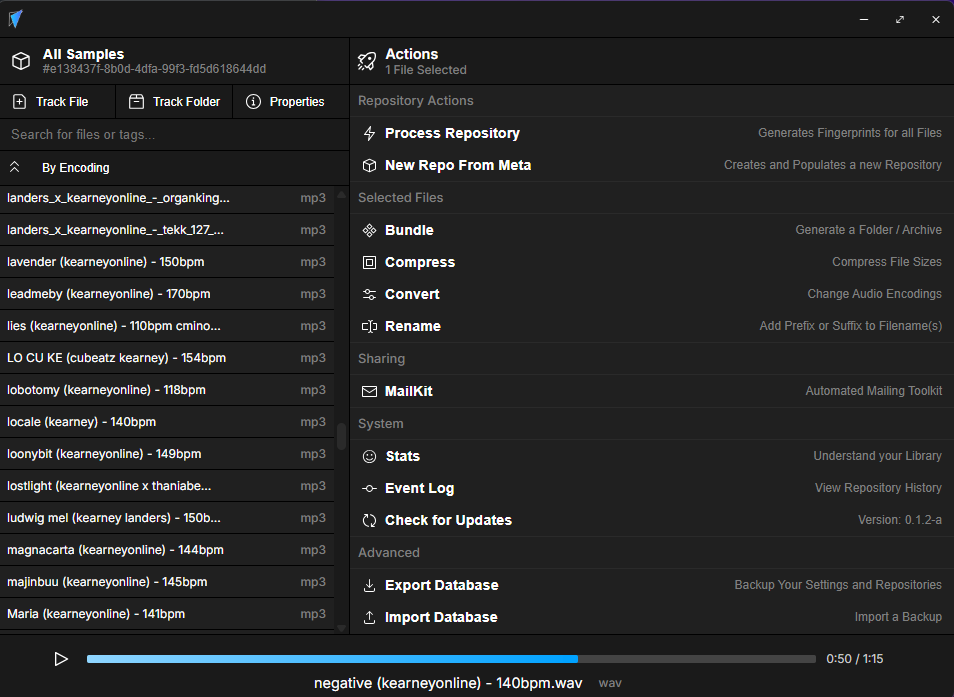 All Samples
#e138437f-8b0d-4dfa-99f3-fd5d618644dd
Track File Track Folder Properties
Search for files or tags...
By Encoding
landers_x_kearneyonline_-_organking... mp3
landers_x_kearneyonline_-_tekk_127_... mp3
lavender (kearneyonline) - 150bpm mp3
leadmeby (kearneyonline) - 170bpm mp3
lies (kearneyonline) - 110bpm cmino... mp3
LO CU KE (cubeatz kearney) - 154bpm mp3
lobotomy (kearneyonline) - 118bpm mp3
locale (kearney) - 140bpm mp3
loonybit (kearneyonline) - 149bpm mp3
lostlight (kearneyonline x thaniabe... mp3
ludwig mel (kearney landers) - 150b... mp3
magnacarta (kearneyonline) - 144bpm mp3
majinbuu (kearneyonline) - 145bpm mp3
Maria (kearneyonline) - 141bpm mp3
Actions
1 File Selected
Repository Actions
Process Repository Generates Fingerprints for all Files
New Repo From Meta Creates and Populates a new Repository
Selected Files
Bundle Generate a Folder / Archive
Compress Compress File Sizes
Convert Change Audio Encodings
Rename Add Prefix or Suffix to Filename(s)
Sharing
MailKit Automated Mailing Toolkit
System
Stats Understand your Library
Event Log View Repository History
Check for Updates Version: 0.1.2-a
Advanced
Export Database Backup Your Settings and Repositories
Import Database Import a Backup
0:50 / 1:15
negative (kearneyonline) - 140bpm.wav wav